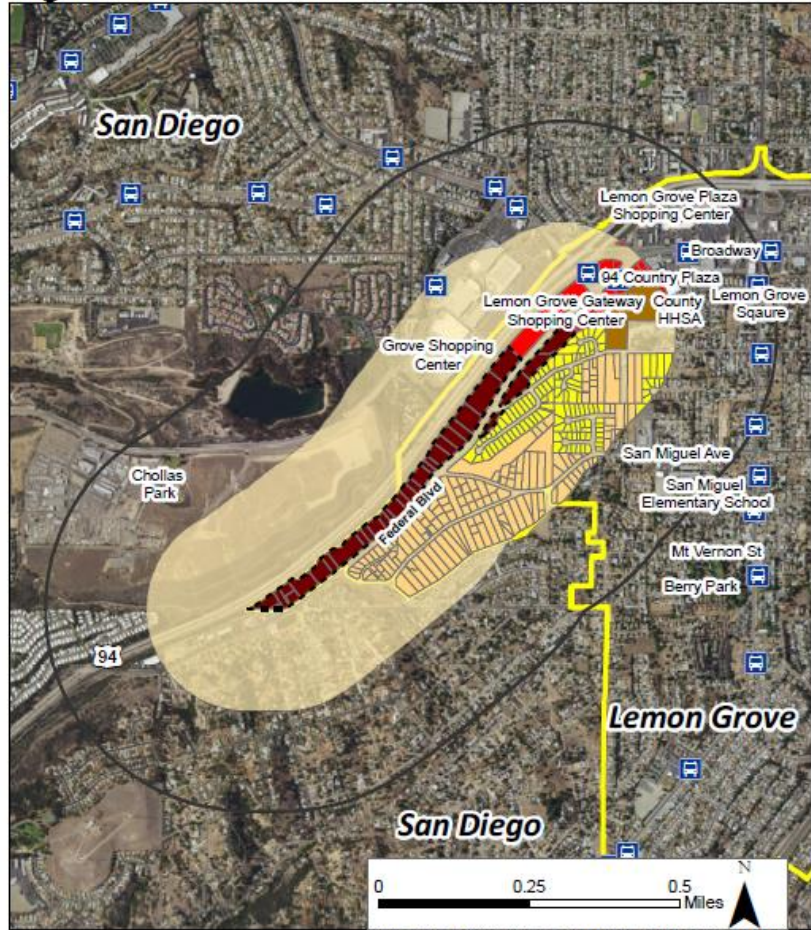 San Diego
Lemon Grove Plaza
Shopping Center
Broadway
94 Country Plaza
Lemon Grove Gateway
Shopping Center
County
HHSA
Lemon Grove
Sqaure
Grove Shopping
Center
Chollas
Park
Federal Blvd
San Miguel Ave
San Miguel
Elementary School
Mt Vernon St
Berry Park
94
Lemon Grove
San Diego
N
0 0.25 0.5
Miles